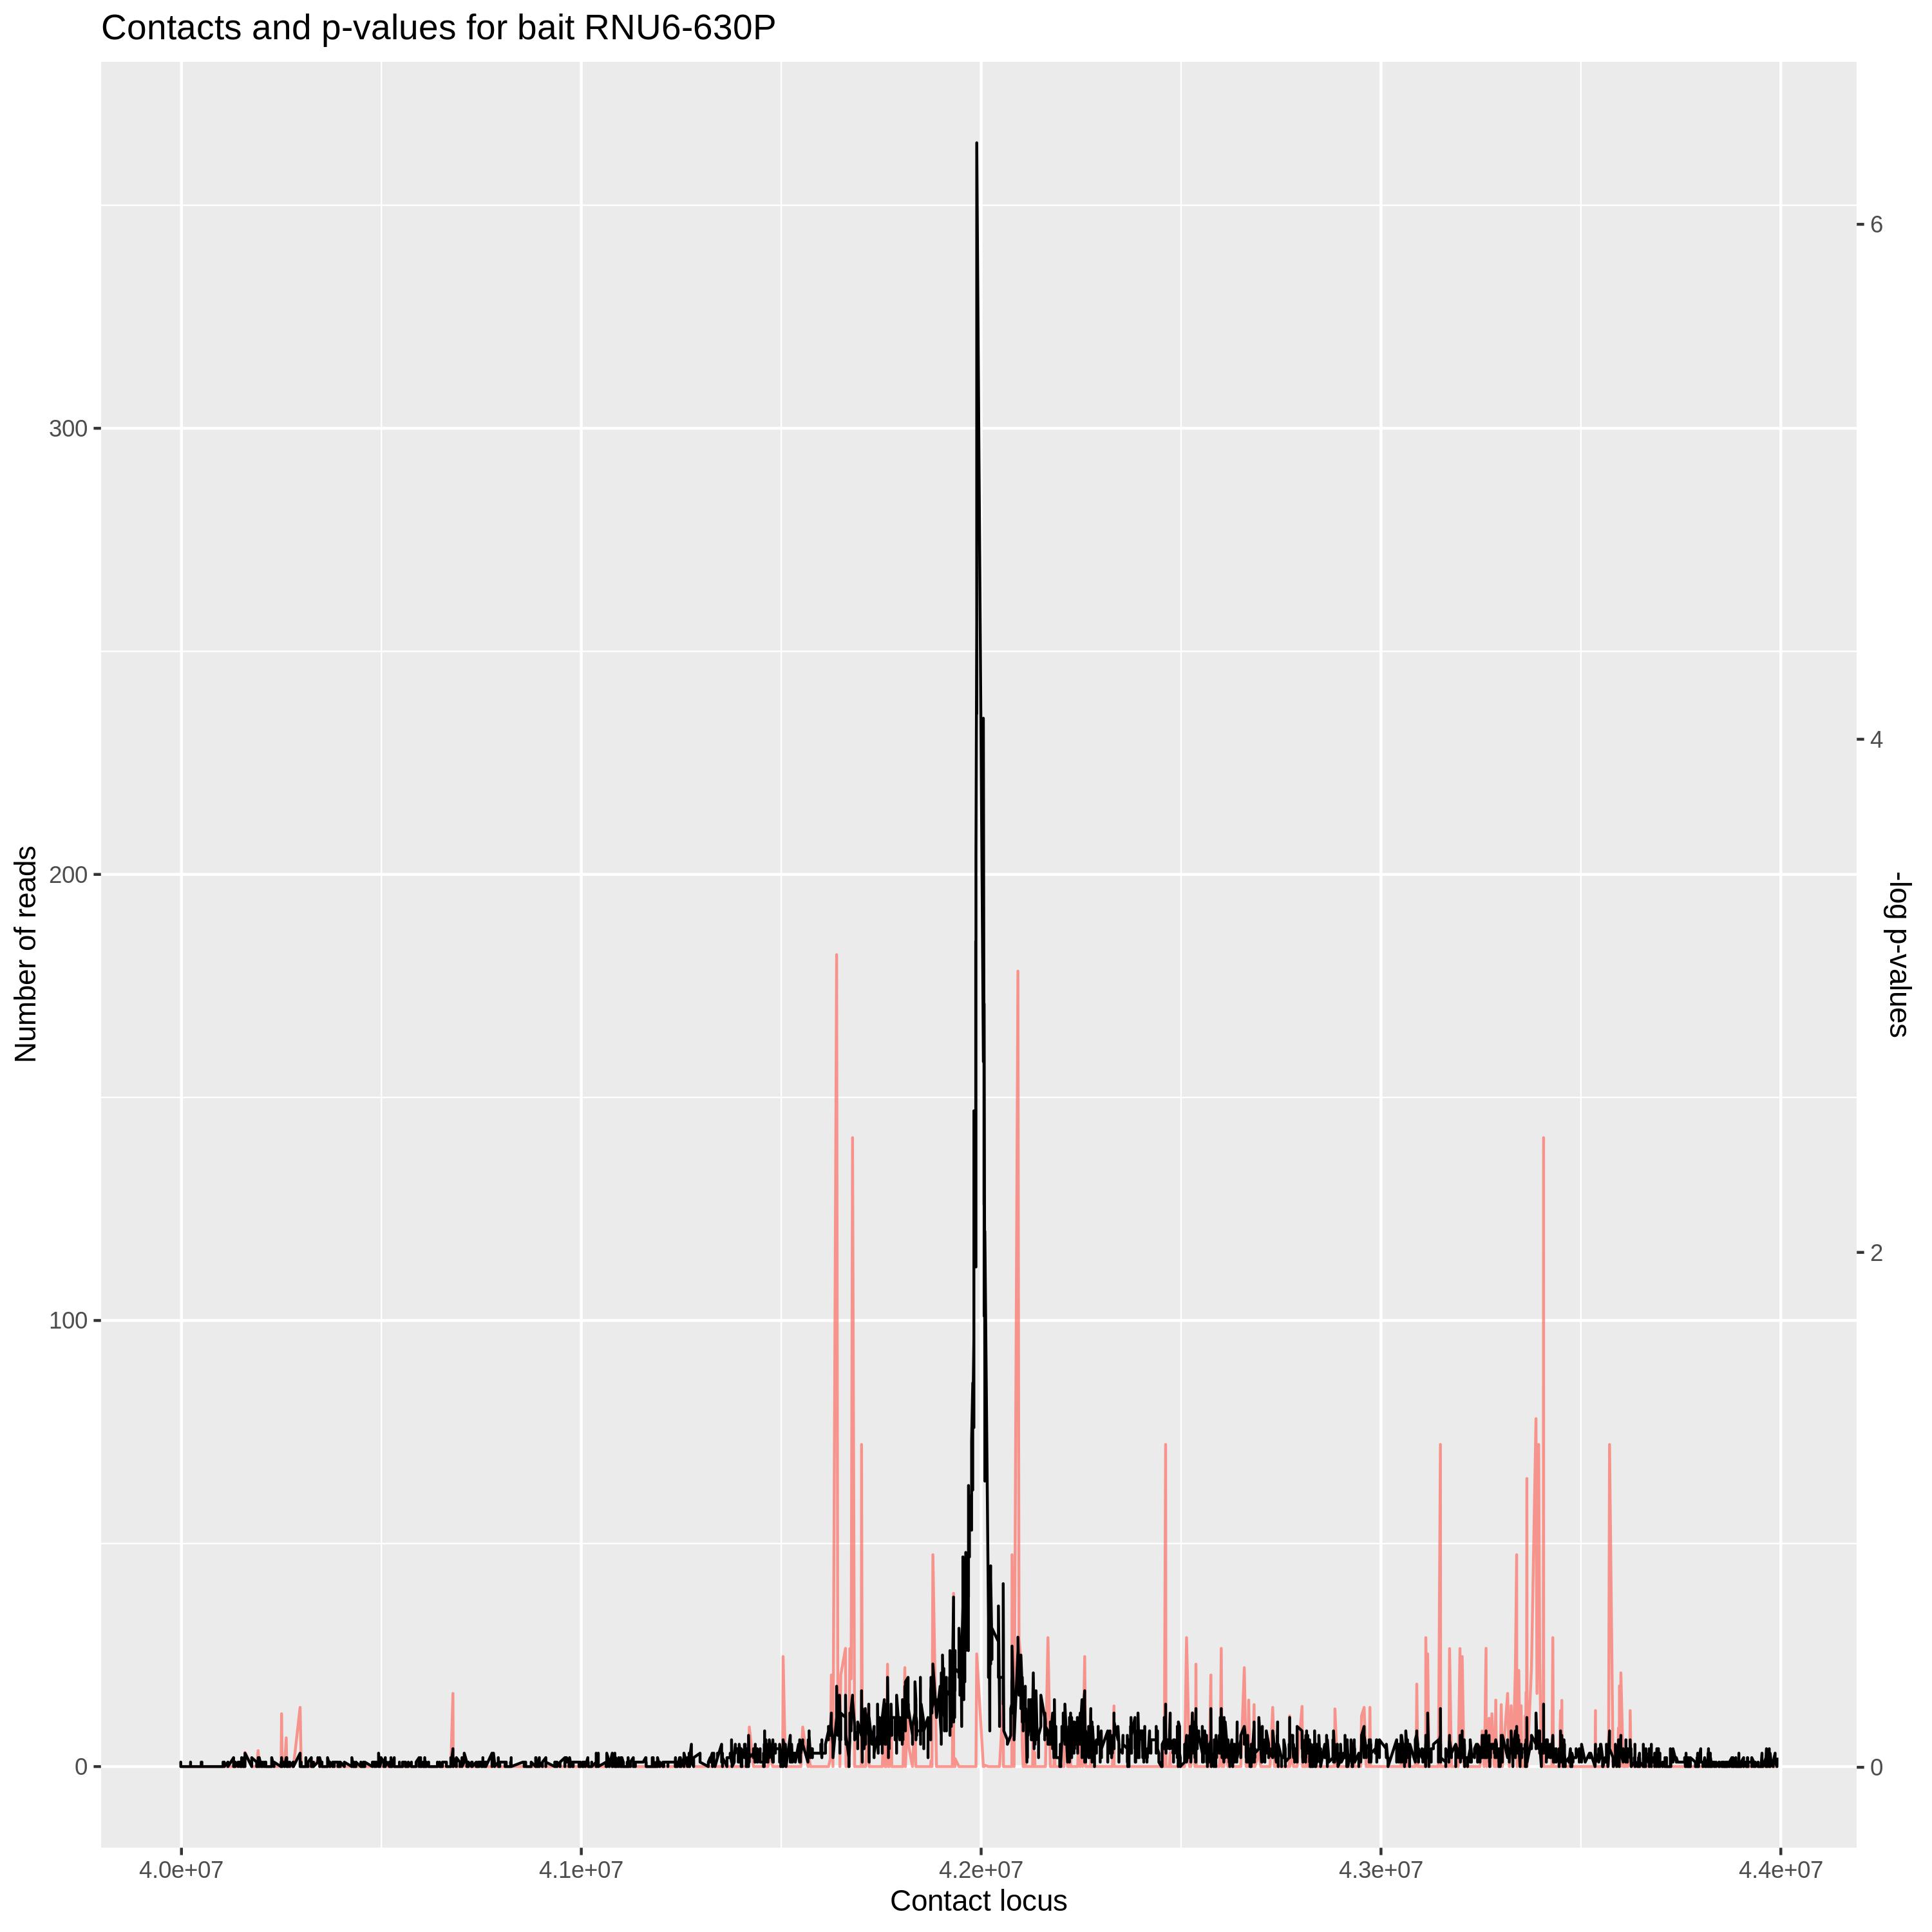 Contacts and p-values for bait RNU6-630P
Number of reads
300
200
100
0
6
4
2
0
-log p-values
4.0e+07
4.1e+07
4.2e+07
4.3e+07
4.4e+07
Contact locus